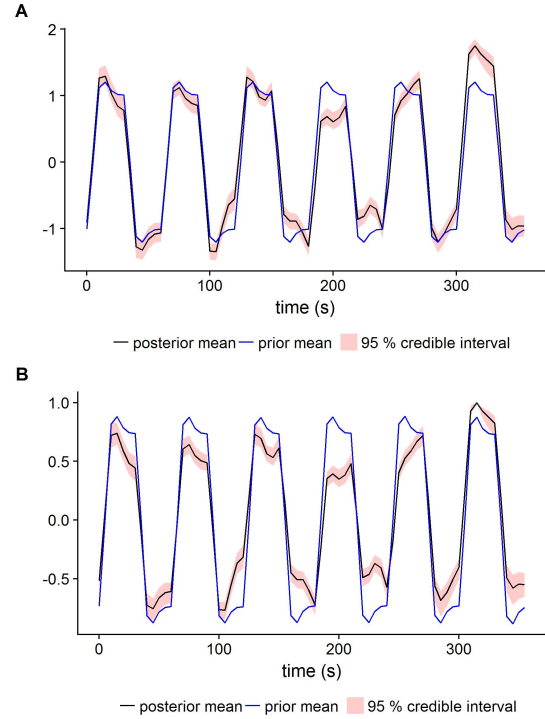 A
2
1
0
-1
0
100
200
300
time (s)
posterior mean prior mean 95 % credible interval
B
1.0
0.5
0.0
-0.5
0
100
200
300
time (s)
posterior mean prior mean 95 % credible interval